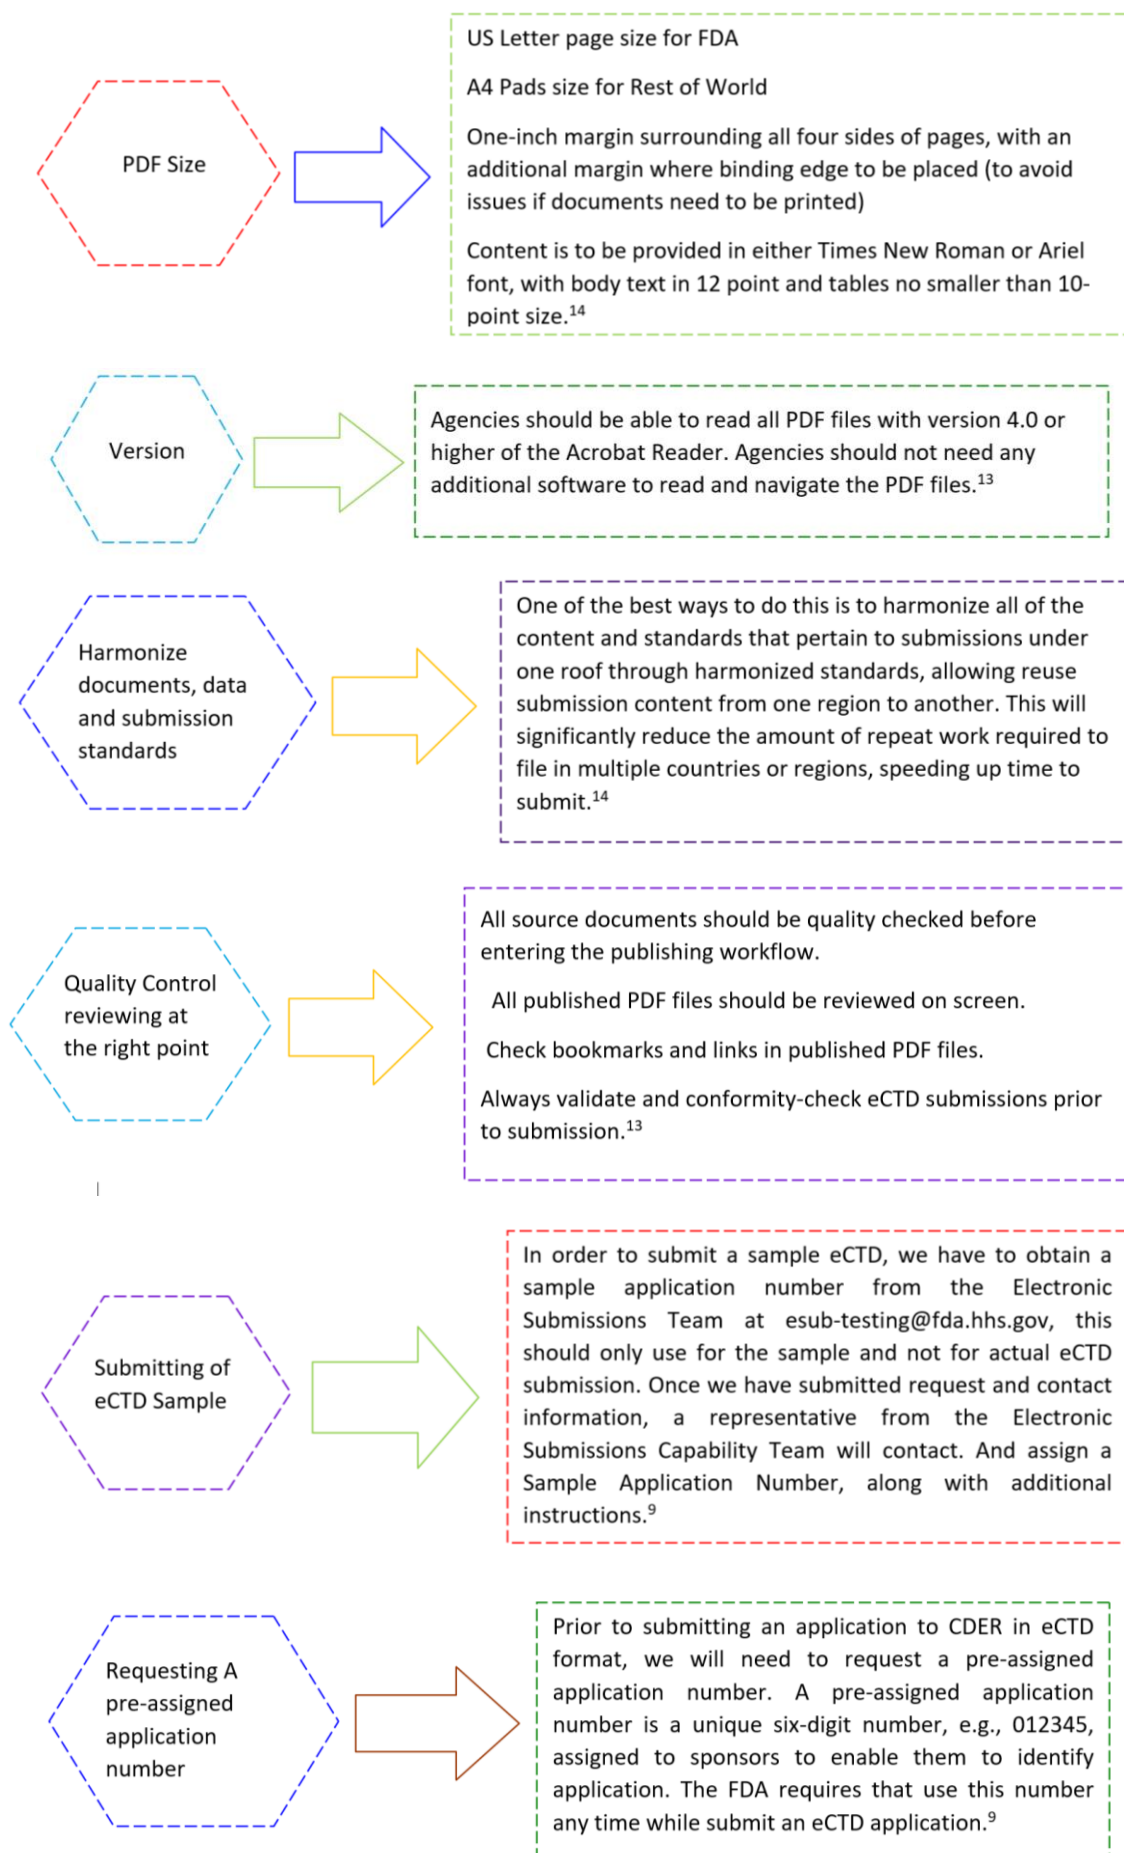 PDF Size
US Letter page size for FDA
A4 Pads size for Rest of World
One-inch margin surrounding all four sides of pages, with an
additional margin where binding edge to be placed (to avoid
issues if documents need to be printed)
Content is to be provided in either Times New Roman or Ariel
font, with body text in 12 point and tables no smaller than 10-
point size.14
Version
Agencies should be able to read all PDF files with version 4.0 or
higher of the Acrobat Reader. Agencies should not need any
additional software to read and navigate the PDF files.13
Harmonize
documents, data
and submission
standards
One of the best ways to do this is to harmonize all of the
content and standards that pertain to submissions under
one roof through harmonized standards, allowing reuse
submission content from one region to another. This will
significantly reduce the amount of repeat work required to
file in multiple countries or regions, speeding up time to
submit.14
Quality Control
reviewing at
the right point
All source documents should be quality checked before
entering the publishing workflow.
All published PDF files should be reviewed on screen.
Check bookmarks and links in published PDF files.
Always validate and conformity-check eCTD submissions prior
to submission.13
Submitting of
eCTD Sample
In order to submit a sample eCTD, we have to obtain a
sample application number from the Electronic
Submissions Team at esub-testing@fda.hhs.gov, this
should only use for the sample and not for actual eCTD
submission. Once we have submitted request and contact
information, a representative from the Electronic
Submissions Capability Team will contact. And assign a
Sample Application Number, along with additional
instructions.9
Requesting A
pre-assigned
application
number
Prior to submitting an application to CDER in eCTD
format, we will need to request a pre-assigned
application number. A pre-assigned application
number is a unique six-digit number, e.g., 012345,
assigned to sponsors to enable them to identify
application. The FDA requires that use this number
any time while submit an eCTD application.9